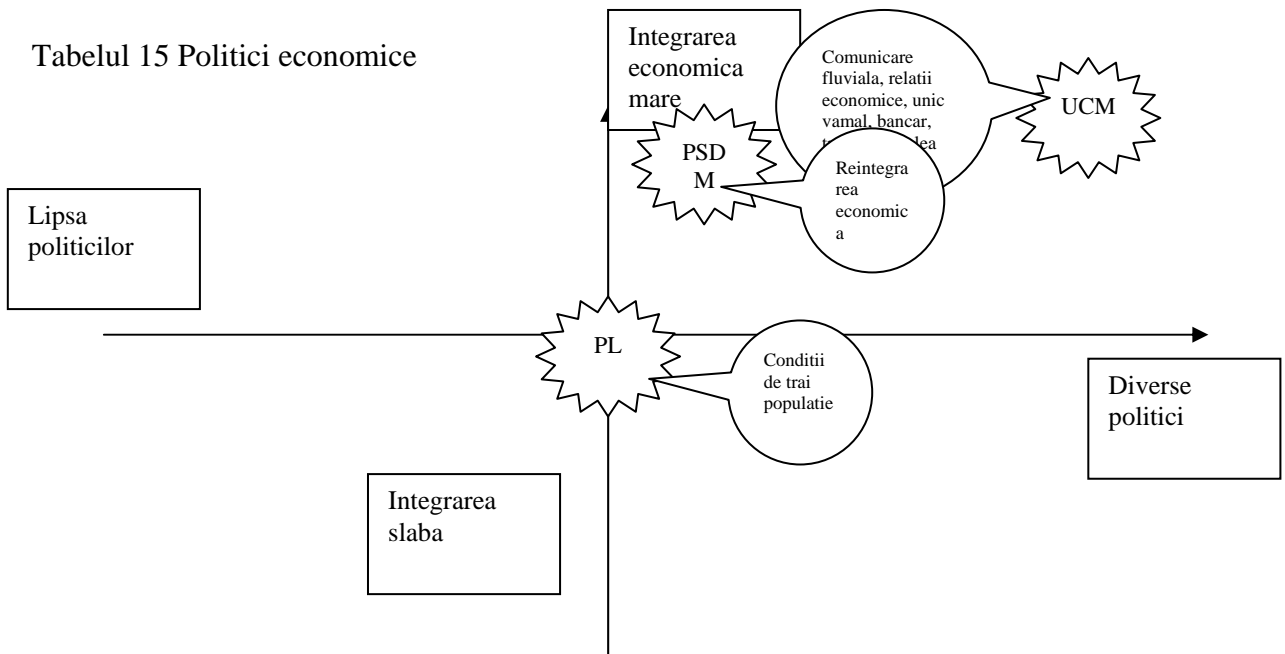 Tabelul 15 Politici economice
Integrarea
economica
mare
Comunicare
fluviala, relatii
economice, unic
vamal, bancar,
UCM
PSD
M
Reintegra
rea
economic
a
Lipsa
politicilor
PL
Conditii
de trai
populatie
Diverse
politici
Integrarea
slaba